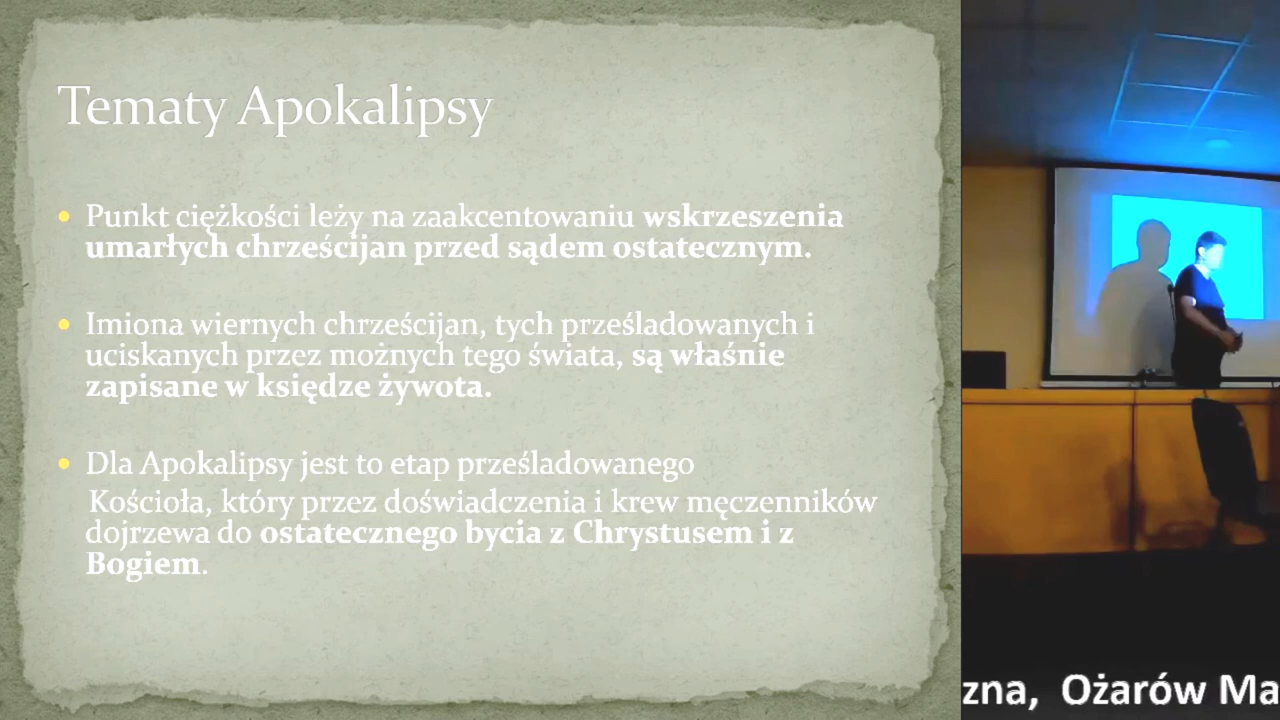 Tematy Apokalipsy
Punkt ciężkości leży na zaakcentowaniu wskrzeszenia
umarłych chrześcijan przed sądem ostatecznym.
Imiona wiernych chrześcijan, tych prześladowanych i
uciskanych przez możnych tego świata, są właśnie
zapisane w księdze żywota.
Dla Apokalipsy jest to etap prześladowanego
Kościoła, który przez doświadczenia i krew męczenników
dojrzewa do ostatecznego bycia z Chrystusem i z
Bogiem.
zna, Ożarów Ma